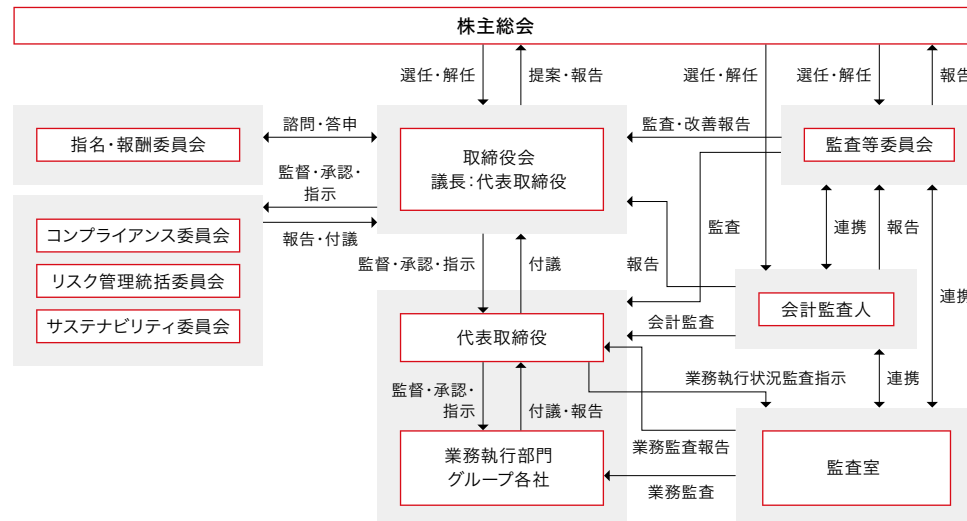 株主総会
選任・解任
提案・報告
選任・解任
選任・解任
報告
指名・報酬委員会
諮問・答申
取締役会
議長：代表取締役
監査・改善報告
監査等委員会
監督・承認・
指示
報告・付議
コンプライアンス委員会
リスク管理統括委員会
サステナビリティ委員会
監督・承認・指示
付議
報告
監査
連携
報告
連携
会計監査人
会計監査
代表取締役
監督・承認・
指示
付議・報告
業務執行状況監査指示
連携
業務執行部門
グループ各社
業務監査報告
業務監査
監査室